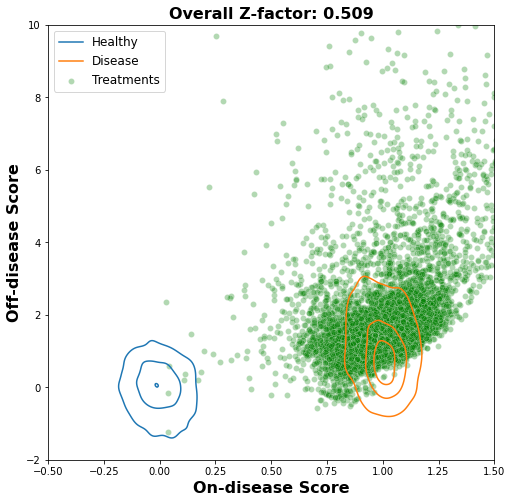 Overall Z-factor: 0.509
10
Healthy
Disease
Treatments
8
6
4
2
0
−2
Off-disease Score
−0.50 −0.25 0.00 0.25 0.50 0.75 1.00 1.25 1.50
On-disease Score